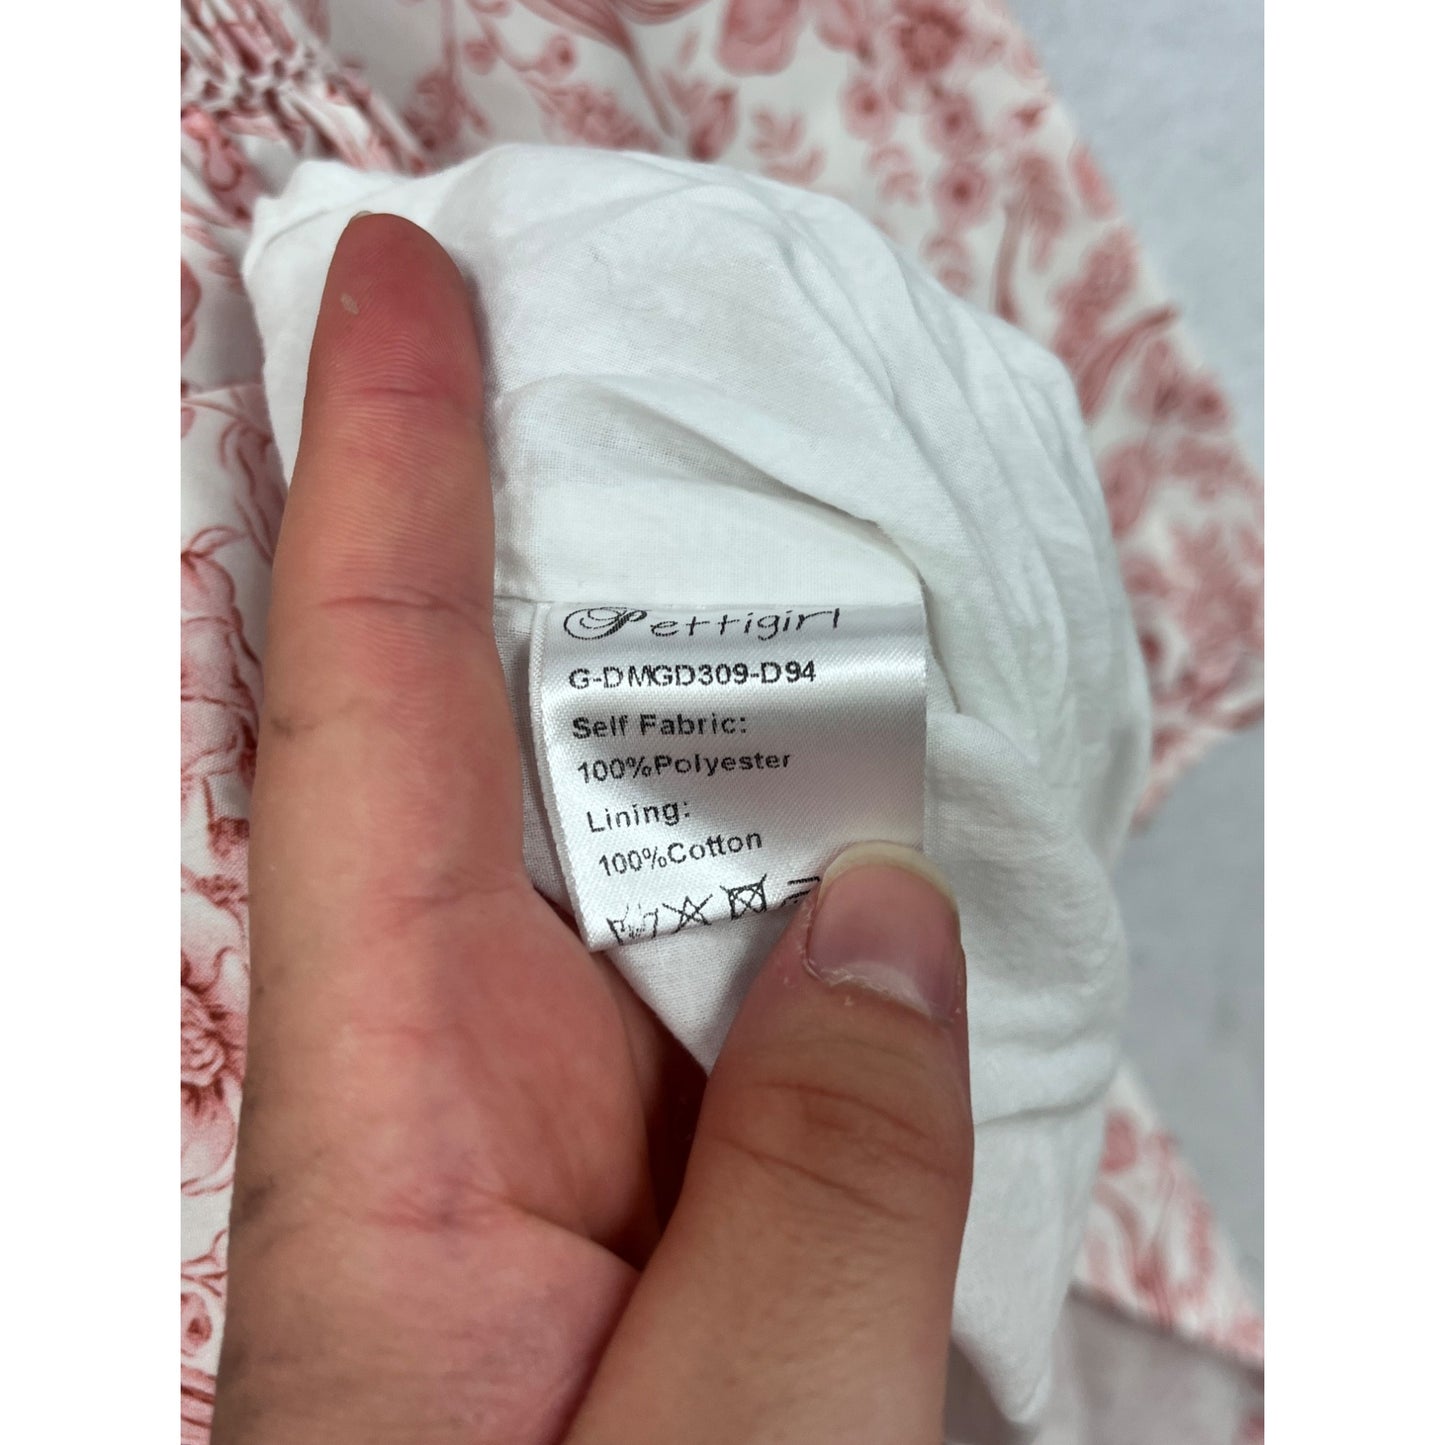 Pettigirl
G-DMGD309-D94
Self Fabric:
100%Polyester
Lining:
100%Cotton